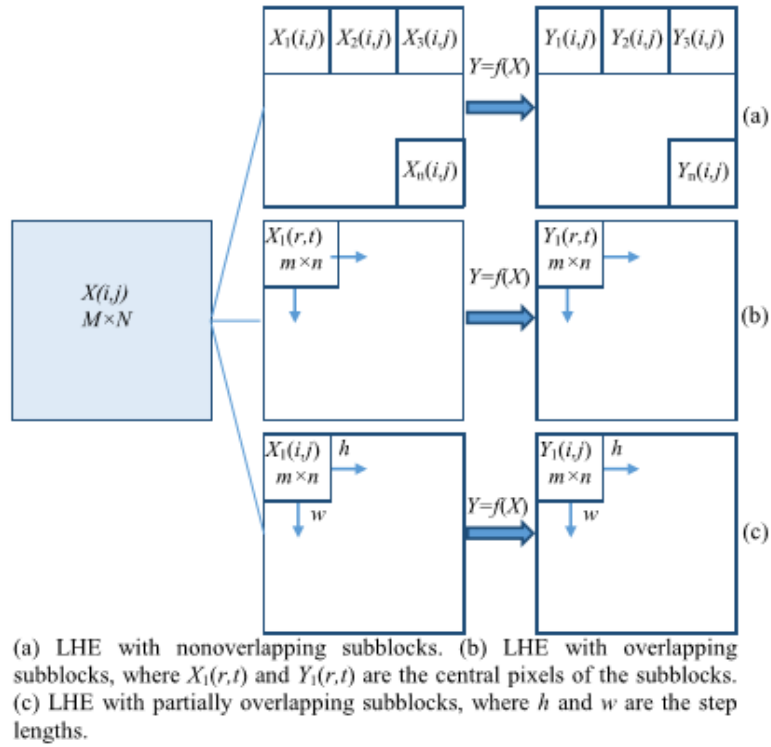 X₁(i,j) X₂(i,j) X₃(i,j)
Y=f(X)
Y₁(i,j) Y₂(i,j) Y₃(i,j)
(a)
Xₙ(i,j)
Yₙ(i,j)
X(i,j)
M×N
X₁(r,t)
m×n
Y=f(X)
Y₁(r,t)
m×n
(b)
X₁(i,j) h
m×n
w
Y=f(X)
Y₁(i,j) h
m×n
w
(c)
(a) LHE with nonoverlapping subblocks. (b) LHE with overlapping
subblocks, where X₁(r,t) and Y₁(r,t) are the central pixels of the subblocks.
(c) LHE with partially overlapping subblocks, where h and w are the step
lengths.